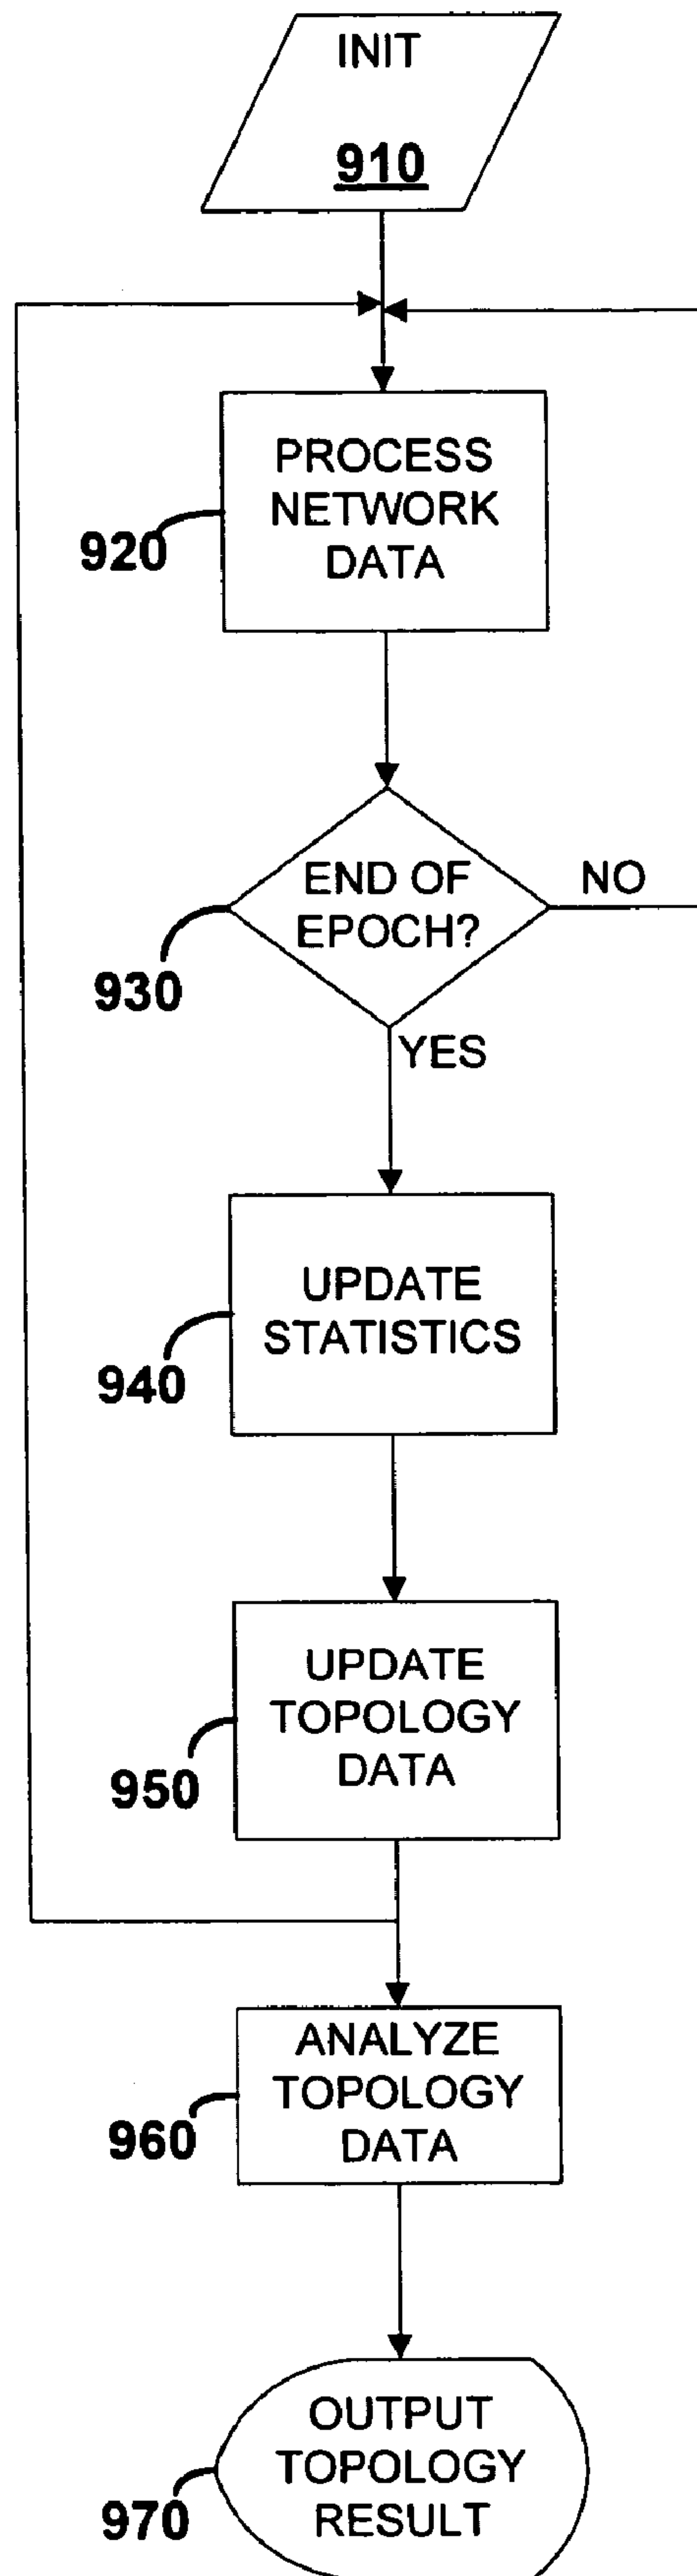 INIT
910
PROCESS
NETWORK
DATA
920
END OF
EPOCH?
NO
930
YES
UPDATE
STATISTICS
940
UPDATE
TOPOLOGY
DATA
950
ANALYZE
TOPOLOGY
DATA
960
OUTPUT
TOPOLOGY
RESULT
970